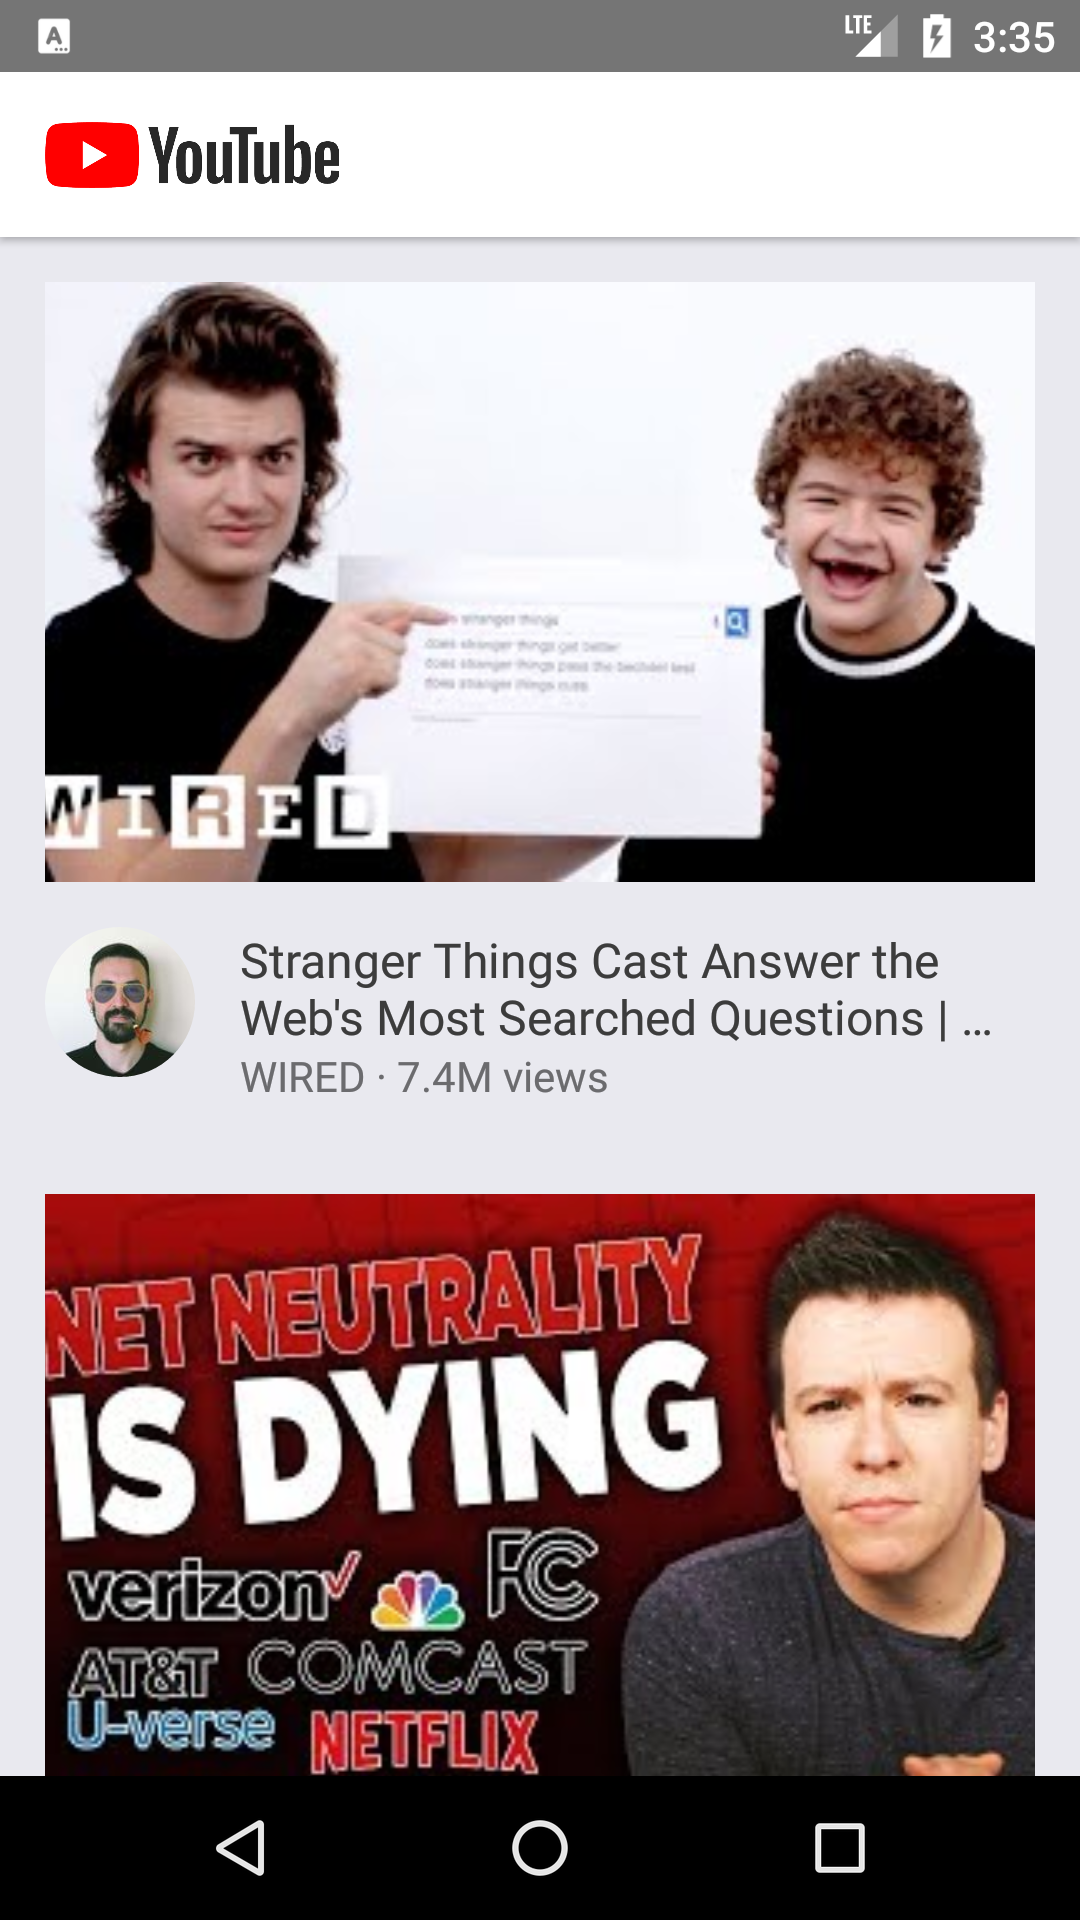 LTE 3:35
YouTube
stranger things
does stranger things get better
does stranger things pass the bechdel test
does stranger things cuss
WIRED
Stranger Things Cast Answer the
Web's Most Searched Questions | ...
WIRED · 7.4M views
NET NEUTRALITY
IS DYING
verizon FC
AT&T COMCAST
U-verse NETFLIX